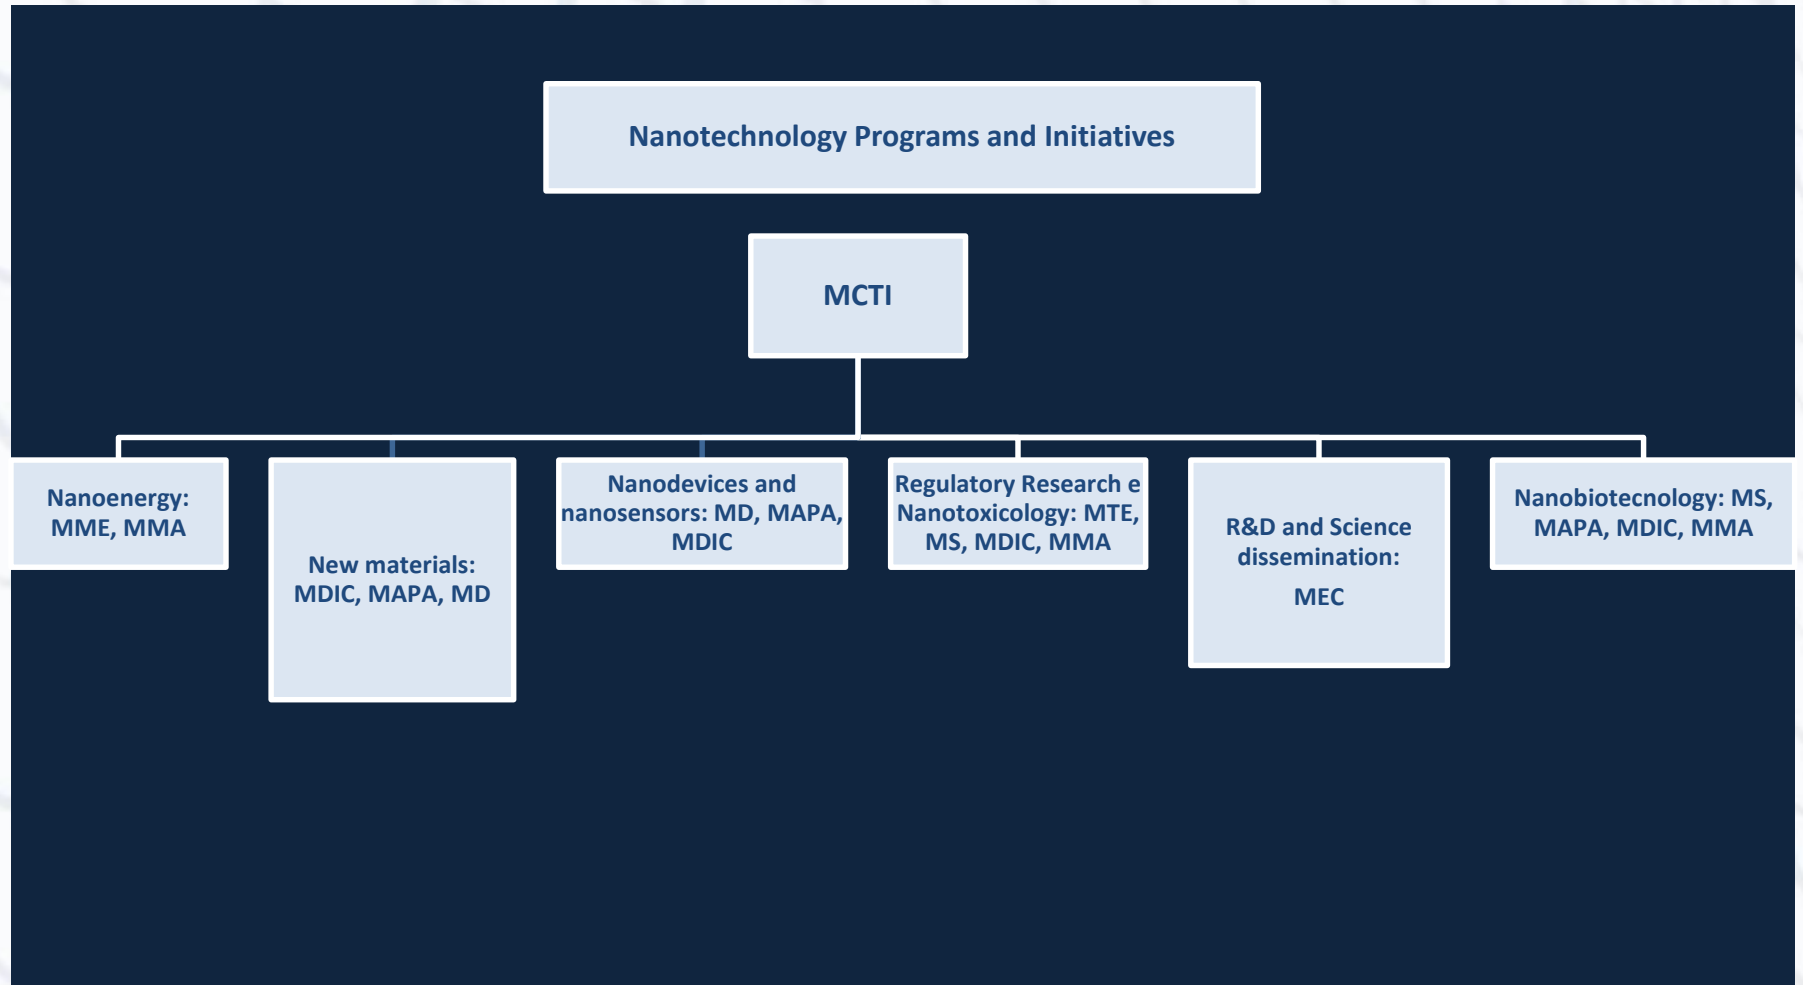 Nanotechnology Programs and Initiatives
MCTI
Nanoenergy:
MME, MMA
New materials:
MDIC, MAPA, MD
Nanodevices and
nanosensors: MD, MAPA,
MDIC
Regulatory Research e
Nanotoxicology: MTE,
MS, MDIC, MMA
R&D and Science
dissemination:
MEC
Nanobiotecnology: MS,
MAPA, MDIC, MMA